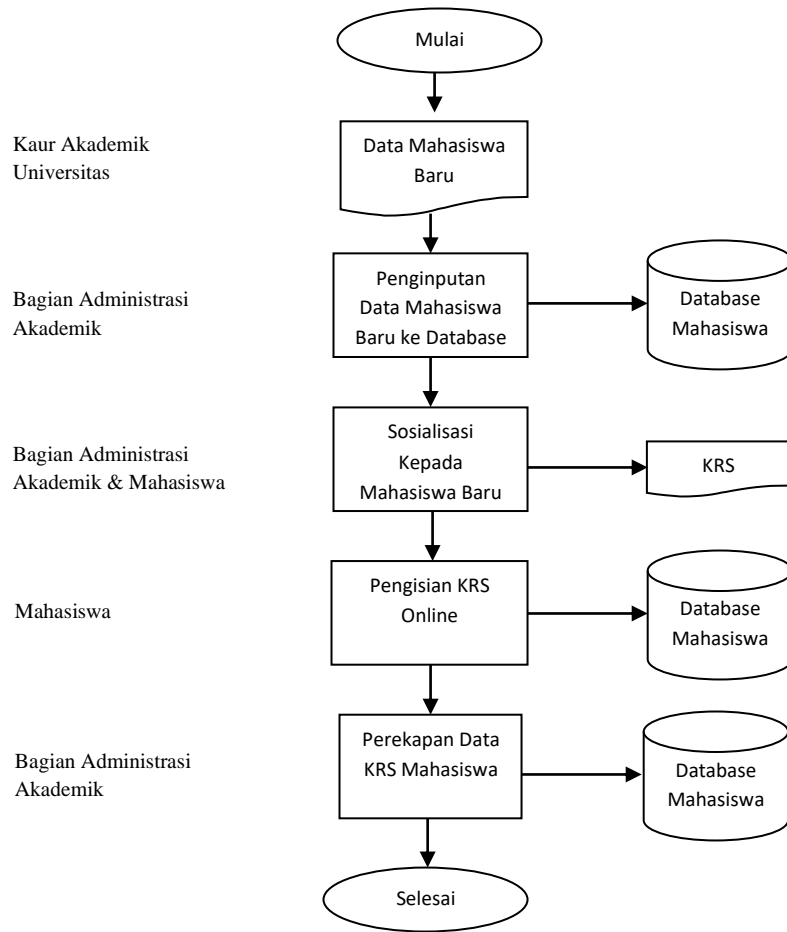 Mulai
Kaur Akademik
Universitas
Data Mahasiswa
Baru
Bagian Administrasi
Akademik
Penginputan
Data Mahasiswa
Baru ke Database
Database
Mahasiswa
Bagian Administrasi
Akademik & Mahasiswa
Sosialisasi
Kepada
Mahasiswa Baru
KRS
Mahasiswa
Pengisian KRS
Online
Database
Mahasiswa
Bagian Administrasi
Akademik
Perekapan Data
KRS Mahasiswa
Database
Mahasiswa
Selesai